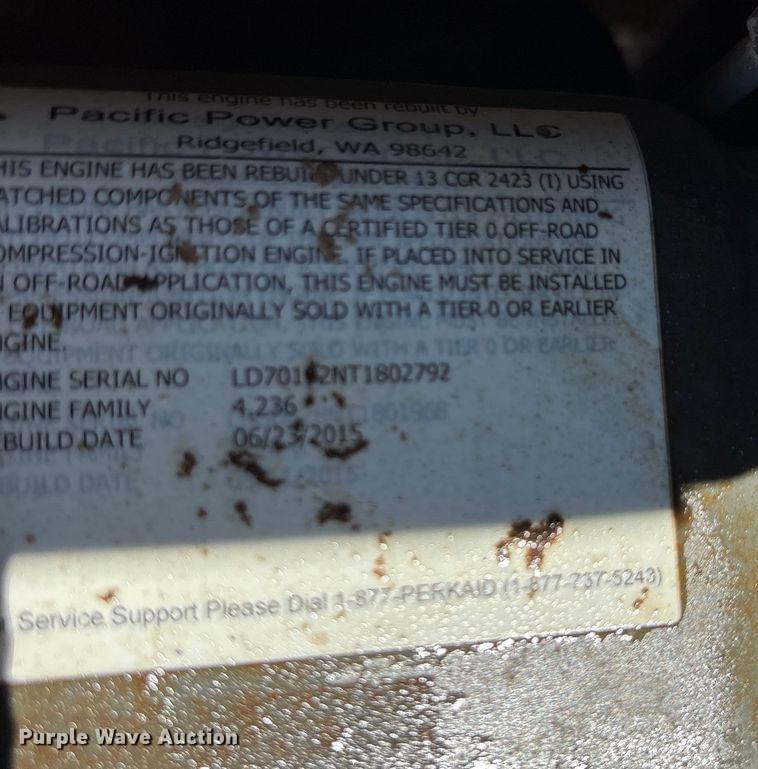 This engine has been rebuilt by
Pacific Power Group, LLC
Ridgefield, WA 98642
HIS ENGINE HAS BEEN REBUILT UNDER 13 CCR 2423 (I) USING
ATCHED COMPONENTS OF THE SAME SPECIFICATIONS AND
ALIBRATIONS AS THOSE OF A CERTIFIED TIER 0 OFF-ROAD
OMPRESSION-IGNITION ENGINE. IF PLACED INTO SERVICE IN
N OFF-ROAD APPLICATION, THIS ENGINE MUST BE INSTALLED
EQUIPMENT ORIGINALLY SOLD WITH A TIER-0 OR EARLIER
NGINE.
NGINE SERIAL NO LD70192NT1802792
NGINE FAMILY 4,236
EBUILD DATE 06/23/2015
Service Support Please Dial 1-877-PERKAID (1-877-737-5243)
Purple Wave Auction